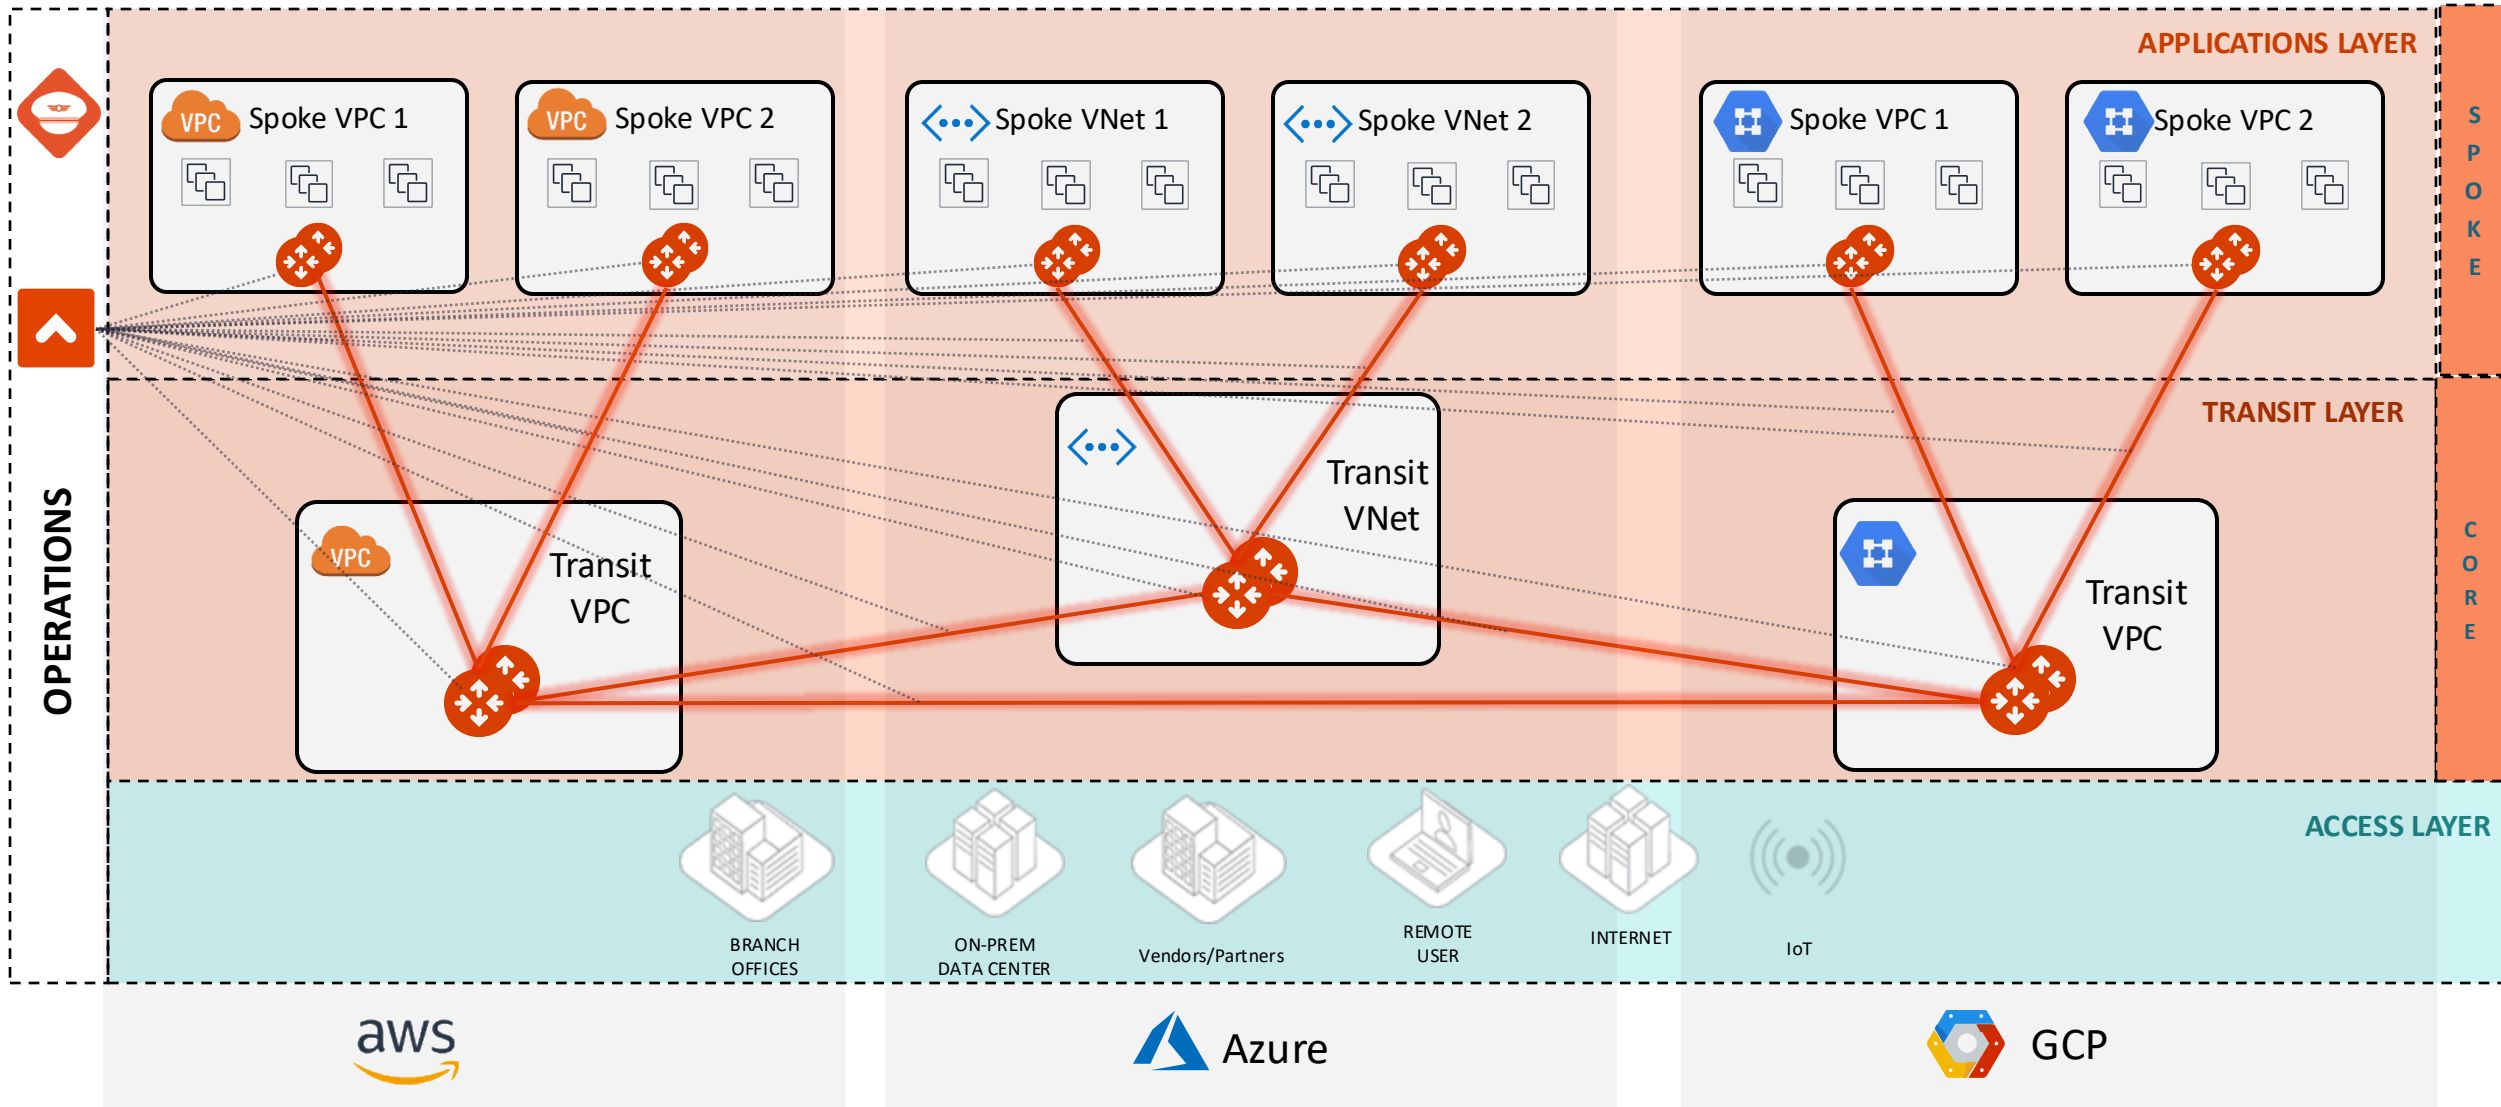 APPLICATIONS LAYER
VPC
Spoke VPC 1
VPC
Spoke VPC 2
Spoke VNet 1
Spoke VNet 2
Spoke VPC 1
Spoke VPC 2
S
P
O
K
E
TRANSIT LAYER
Transit
VNet
OPERATIONS
VPC
Transit
VPC
Transit
VPC
C
O
R
E
ACCESS LAYER
BRANCH
OFFICES
ON-PREM
DATA CENTER
Vendors/Partners
REMOTE
USER
INTERNET
IoT
aws
Azure
GCP